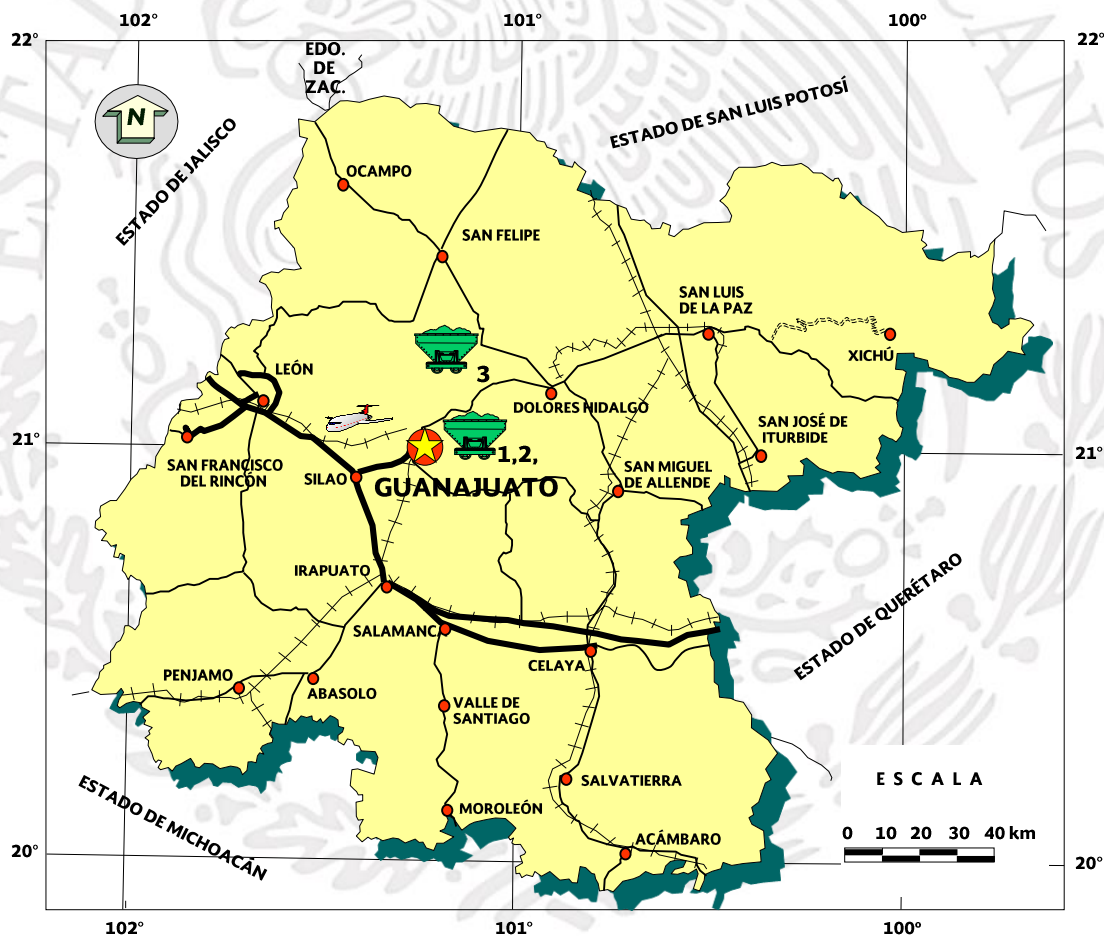 102°
101°
100°
22°
22°
EDO.
DE
ZAC.
N
ESTADO DE SAN LUIS POTOSÍ
ESTADO DE JALISCO
OCAMPO
SAN FELIPE
SAN LUIS
DE LA PAZ
XICHÚ
3
LEÓN
DOLORES HIDALGO
SAN JOSÉ DE
ITURBIDE
21°
21°
1,2,
SAN FRANCISCO
DEL RINCÓN
SILAO
GUANAJUATO
SAN MIGUEL
DE ALLENDE
IRAPUATO
ESTADO DE QUERÉTARO
SALAMANC
CELAYA
PENJAMO
ABASOLO
VALLE DE
SANTIAGO
SALVATIERRA
ESCALA
ESTADO DE MICHOACÁN
MOROLEÓN
ACÁMBARO
0 10 20 30 40 km
20°
20°
102°
101°
100°